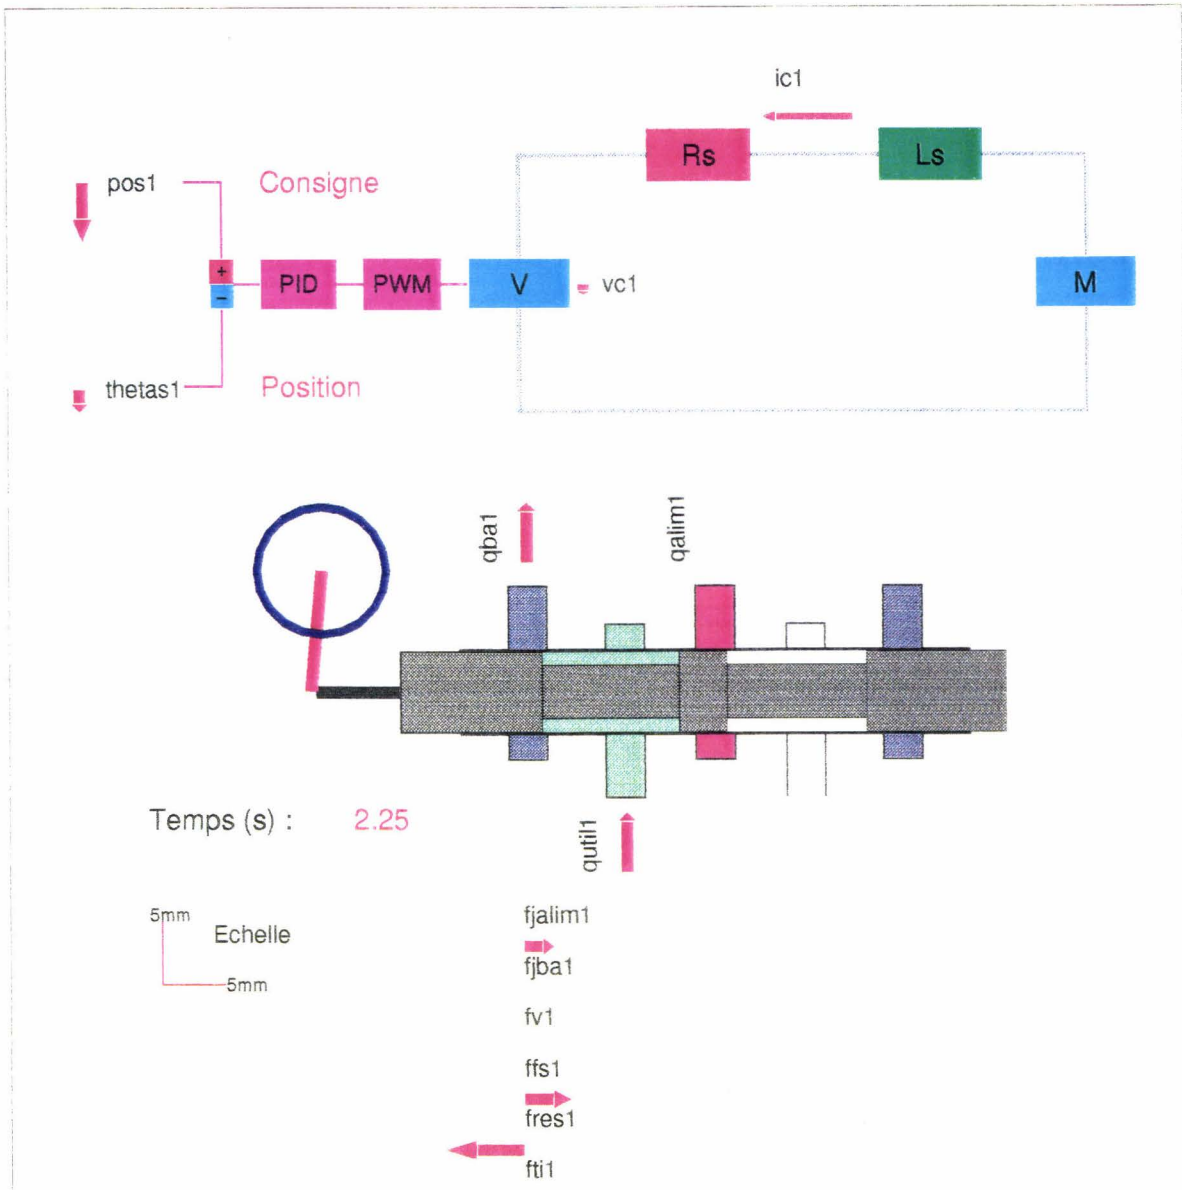 ic1
Rs
Ls
pos1
Consigne
+
−
PID
PWM
V
vc1
M
thetas1
Position
qba1
qalim1
Temps (s) : 2.25
qutil1
5mm
Echelle
5mm
fjalim1
fjba1
fv1
ffs1
fres1
fti1